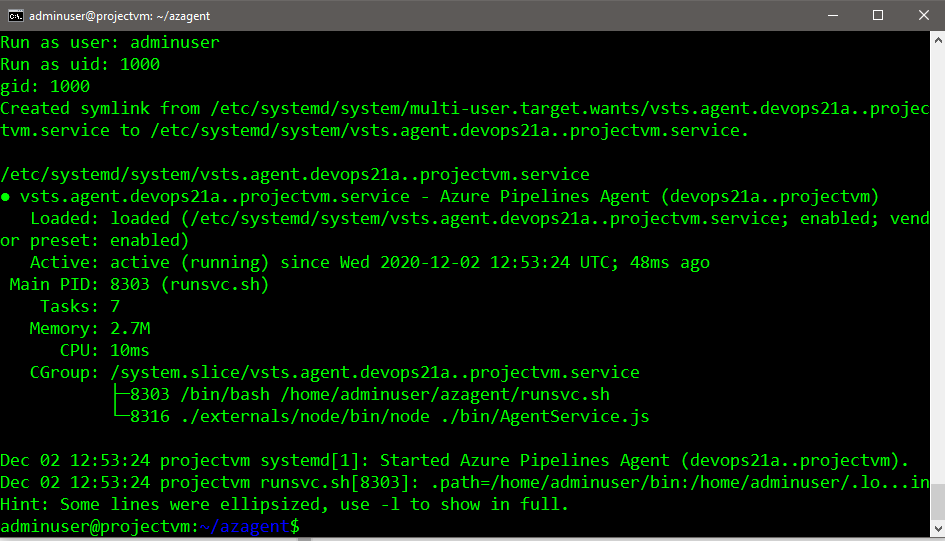 adminuser@projectvm: ~/azagent
Run as user: adminuser
Run as uid: 1000
gid: 1000
Created symlink from /etc/systemd/system/multi-user.target.wants/vsts.agent.devops21a..projec
tvm.service to /etc/systemd/system/vsts.agent.devops21a..projectvm.service.
/etc/systemd/system/vsts.agent.devops21a..projectvm.service
● vsts.agent.devops21a..projectvm.service - Azure Pipelines Agent (devops21a..projectvm)
Loaded: loaded (/etc/systemd/system/vsts.agent.devops21a..projectvm.service; enabled; vend
or preset: enabled)
Active: active (running) since Wed 2020-12-02 12:53:24 UTC; 48ms ago
Main PID: 8303 (runsvc.sh)
Tasks: 7
Memory: 2.7M
CPU: 10ms
CGroup: /system.slice/vsts.agent.devops21a..projectvm.service
├─8303 /bin/bash /home/adminuser/azagent/runsvc.sh
└─8316 ./externals/node/bin/node ./bin/AgentService.js
Dec 02 12:53:24 projectvm systemd[1]: Started Azure Pipelines Agent (devops21a..projectvm).
Dec 02 12:53:24 projectvm runsvc.sh[8303]: .path=/home/adminuser/bin:/home/adminuser/.lo...in
Hint: Some lines were ellipsized, use -l to show in full.
adminuser@projectvm:~/azagent$